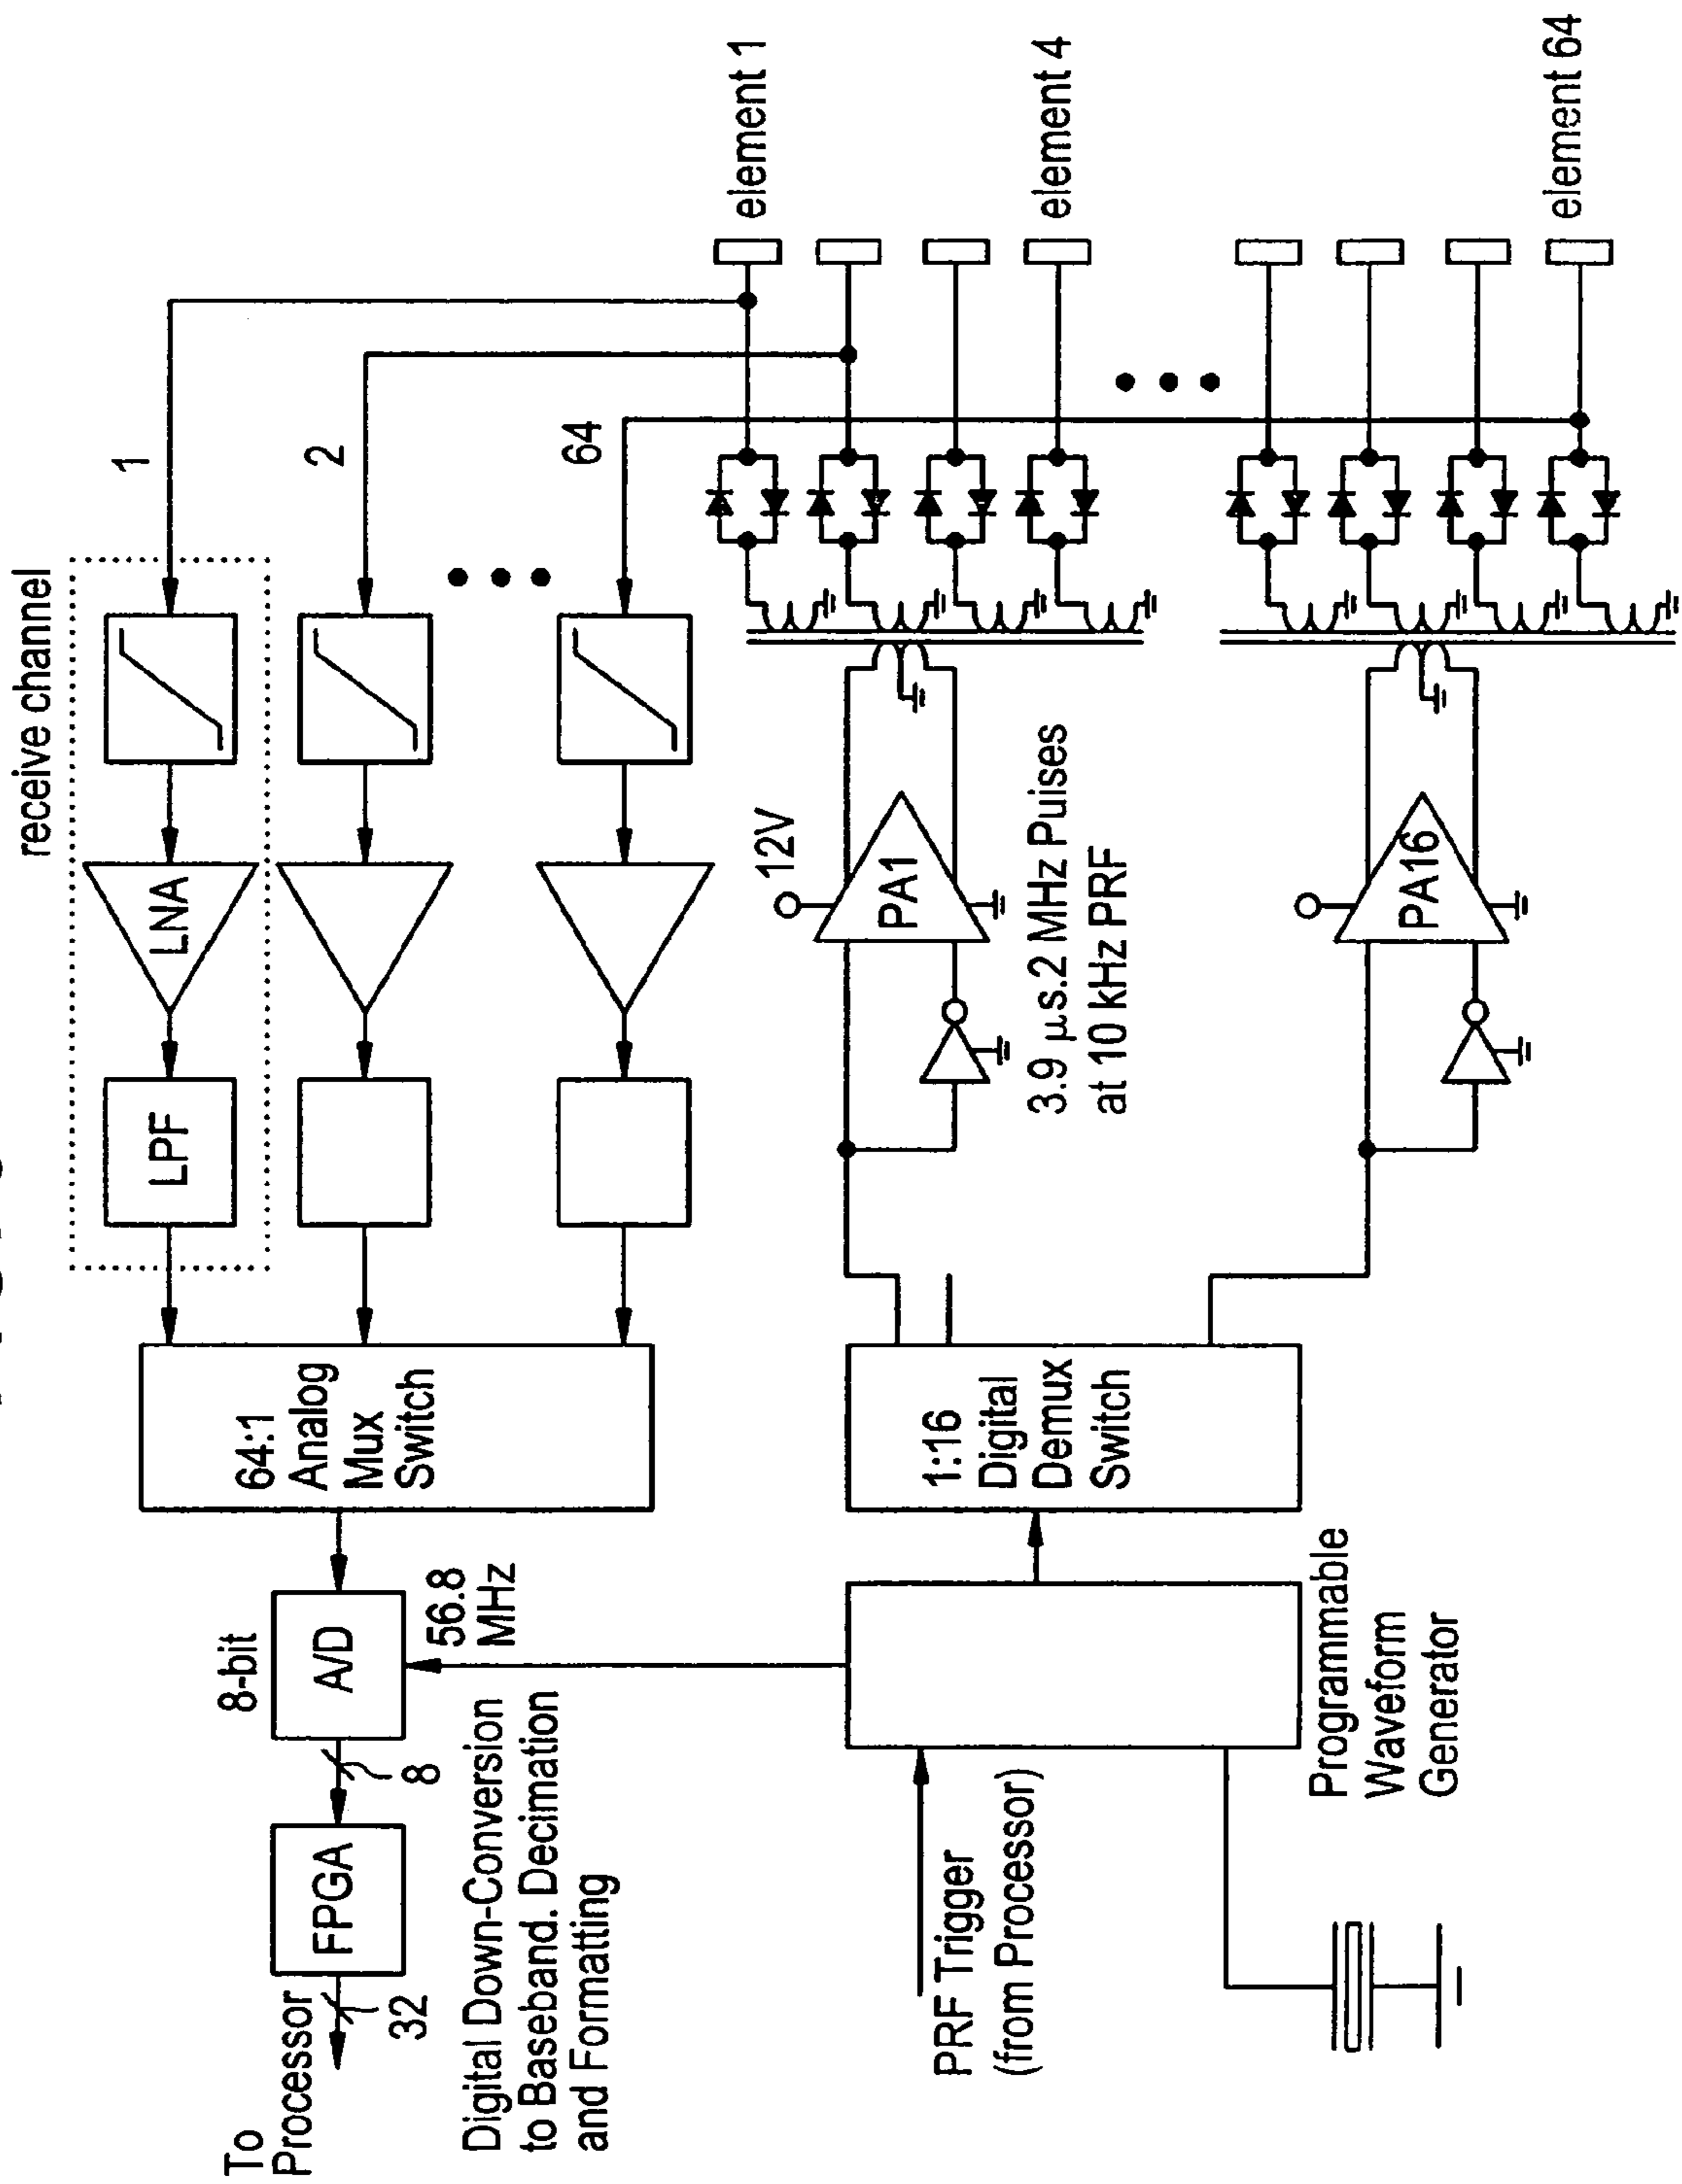 receive channel
1
2
64
LNA
LPF
64:1
Analog
Mux
Switch
8-bit
A/D
56.8
MHz
8
FPGA
32
To
Processor
Digital Down-Conversion
to Baseband. Decimation
and Formatting
element 1
element 4
element 64
12V
PA1
3.9 μs.2 MHz Puises
at 10 kHz PRF
PA16
1:16
Digital
Demux
Switch
PRF Trigger
(from Processor)
Programmable
Waveform
Generator